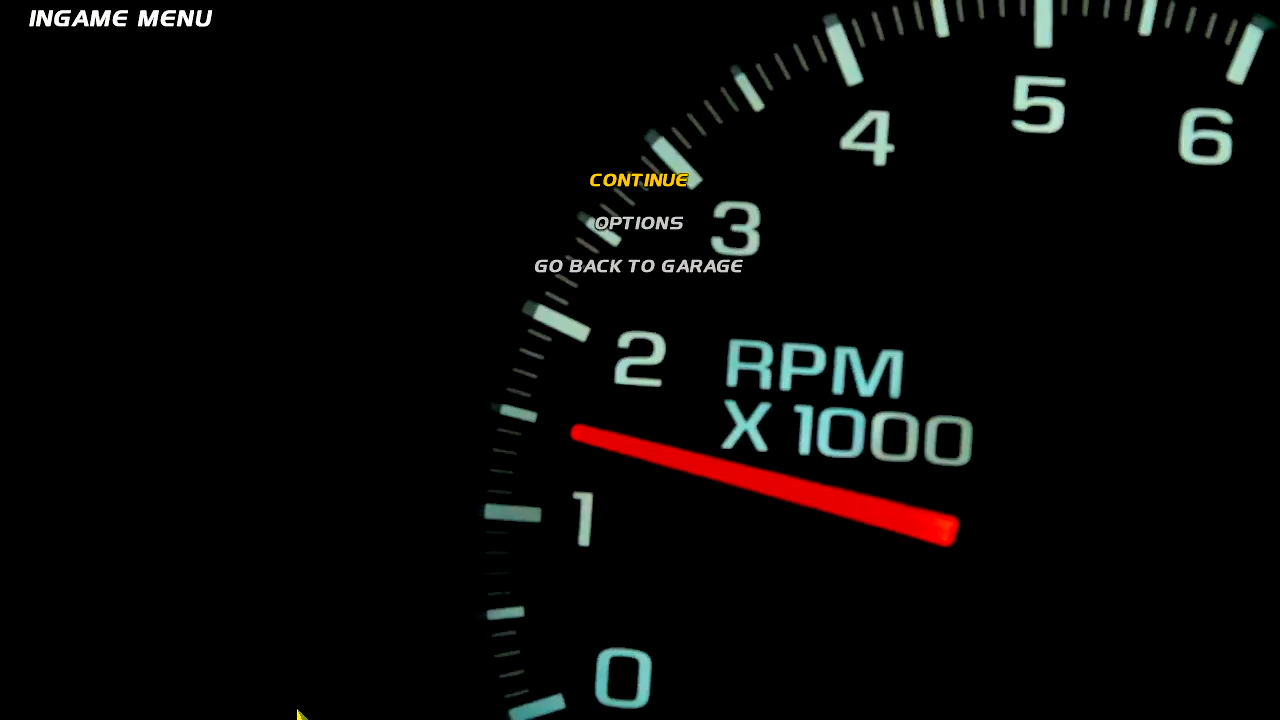 INGAME MENU
4
5
6
CONTINUE
OPTIONS
3
GO BACK TO GARAGE
2
RPM
X 1000
1
0